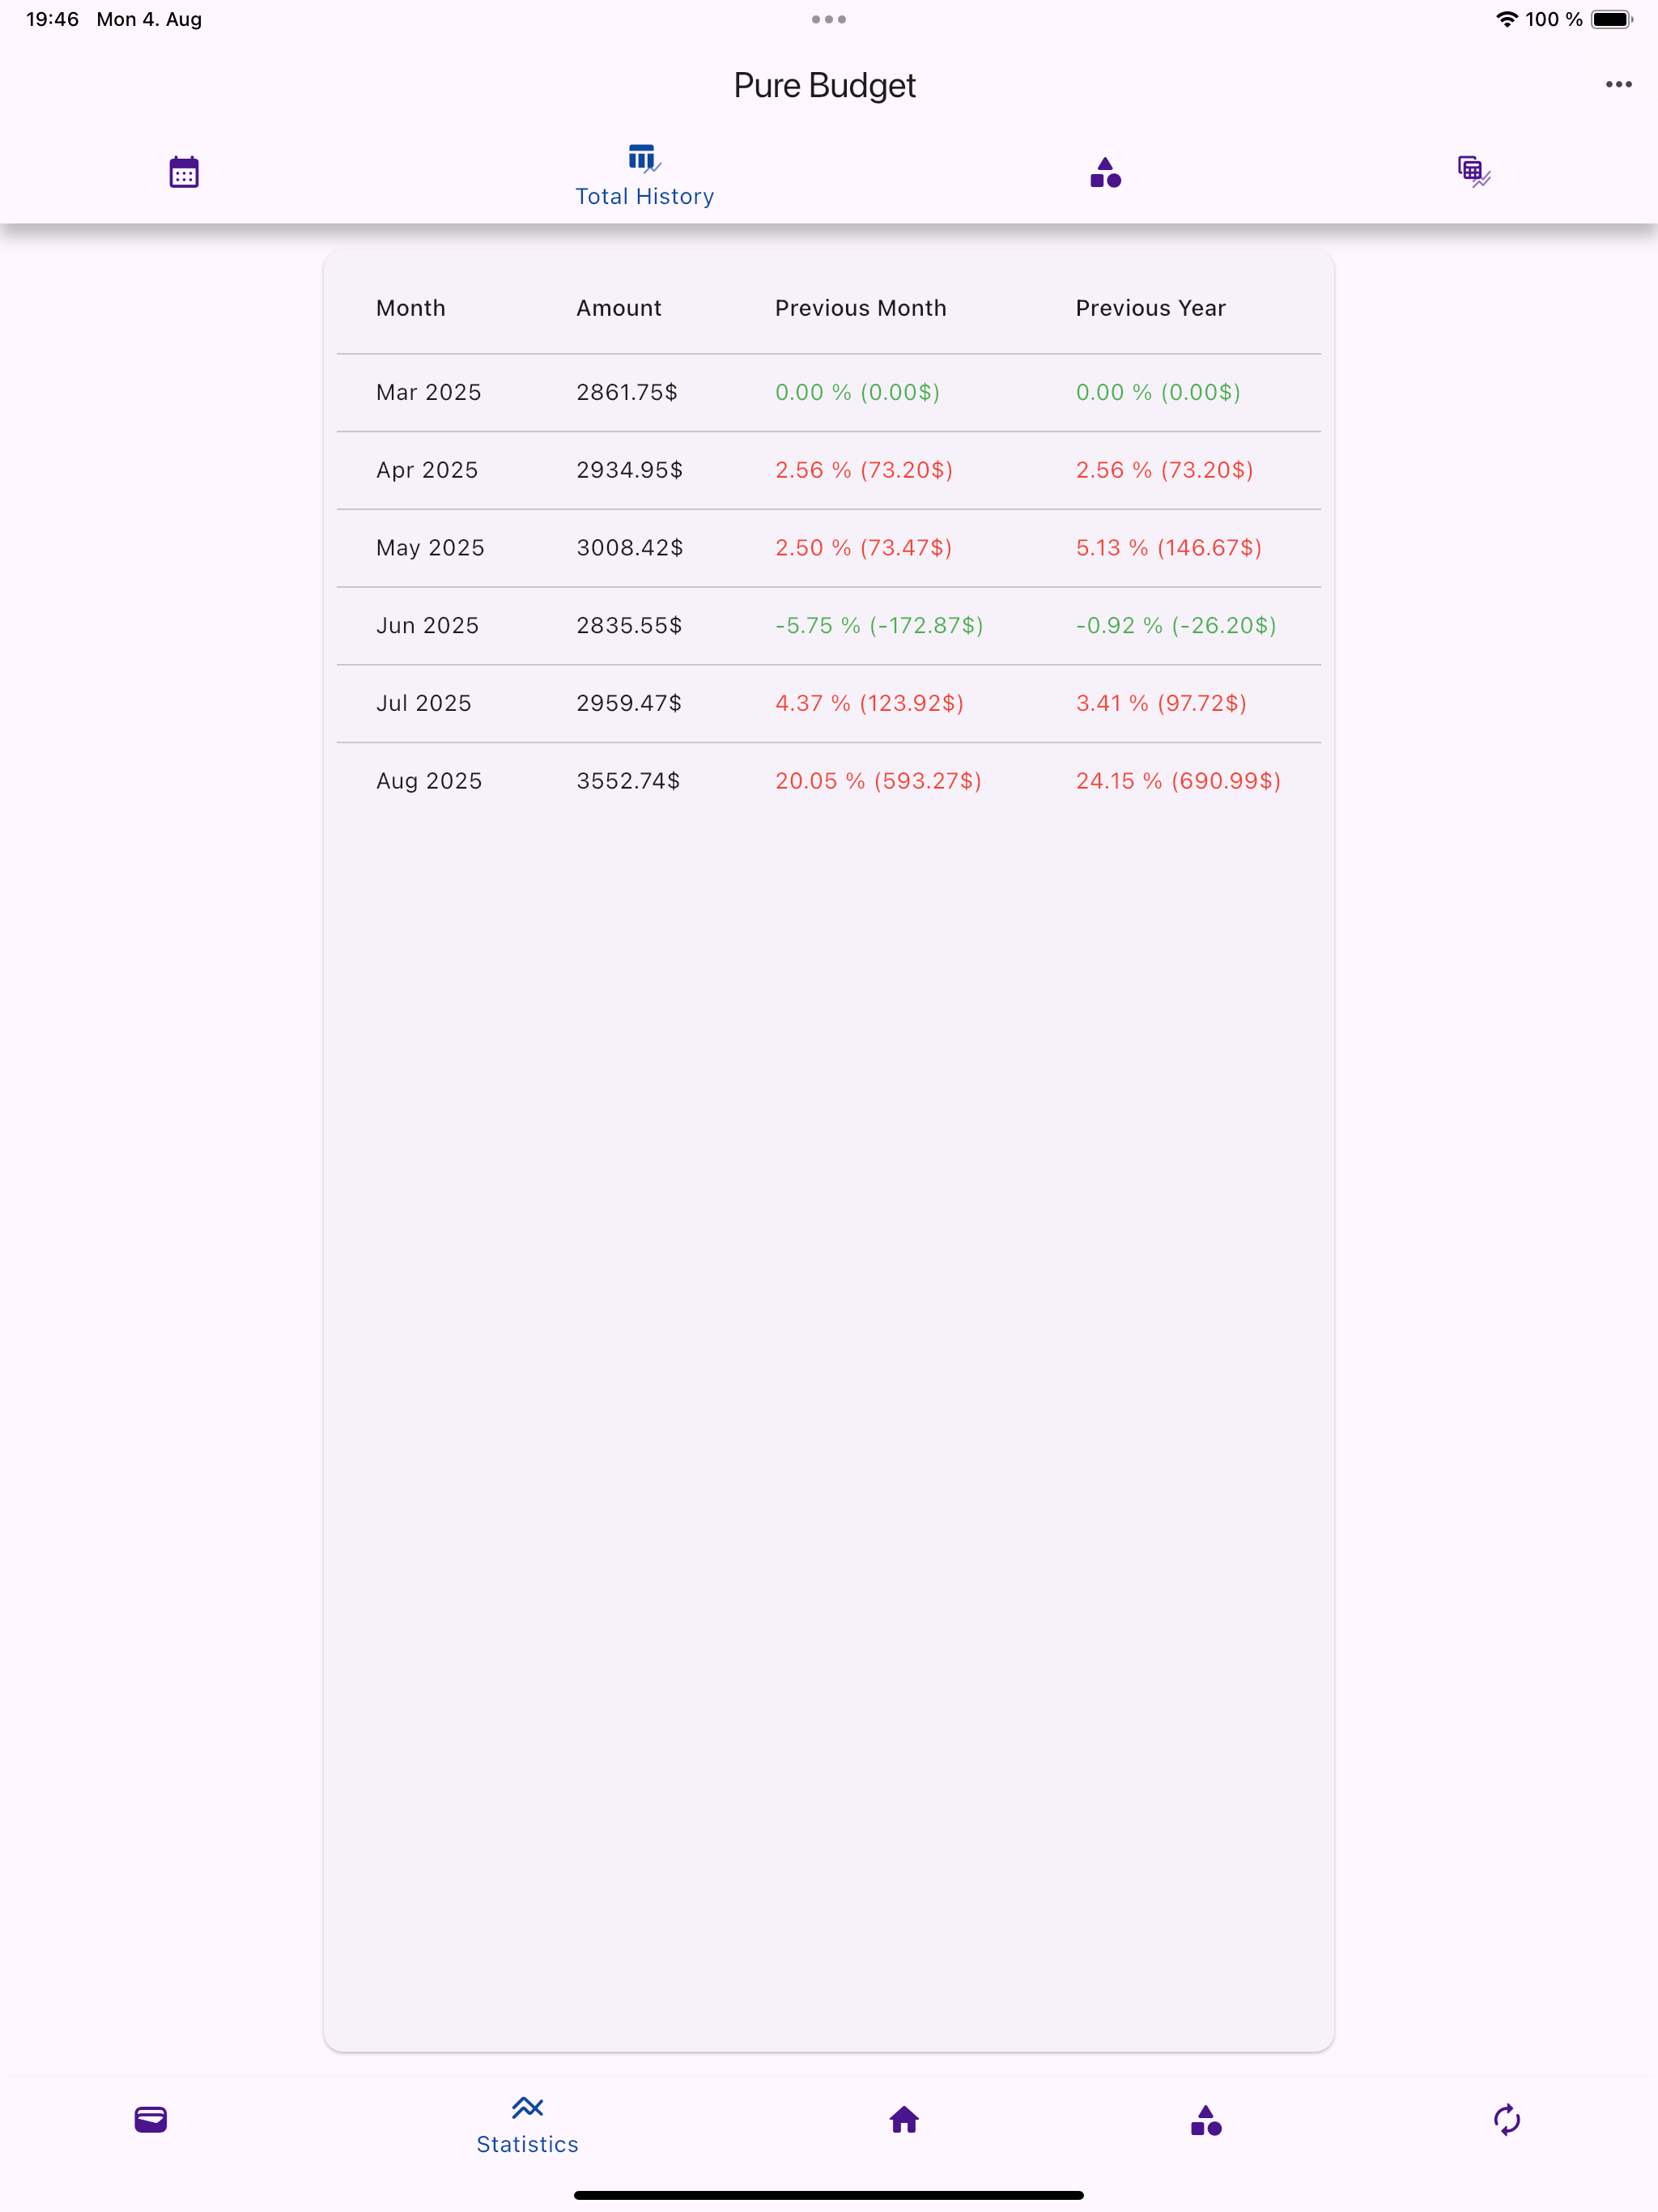 19:46 Mon 4. Aug 100 %
Pure Budget
Total History
Month Amount Previous Month Previous Year
Mar 2025 2861.75$ 0.00 % (0.00$) 0.00 % (0.00$)
Apr 2025 2934.95$ 2.56 % (73.20$) 2.56 % (73.20$)
May 2025 3008.42$ 2.50 % (73.47$) 5.13 % (146.67$)
Jun 2025 2835.55$ -5.75 % (-172.87$) -0.92 % (-26.20$)
Jul 2025 2959.47$ 4.37 % (123.92$) 3.41 % (97.72$)
Aug 2025 3552.74$ 20.05 % (593.27$) 24.15 % (690.99$)
Statistics